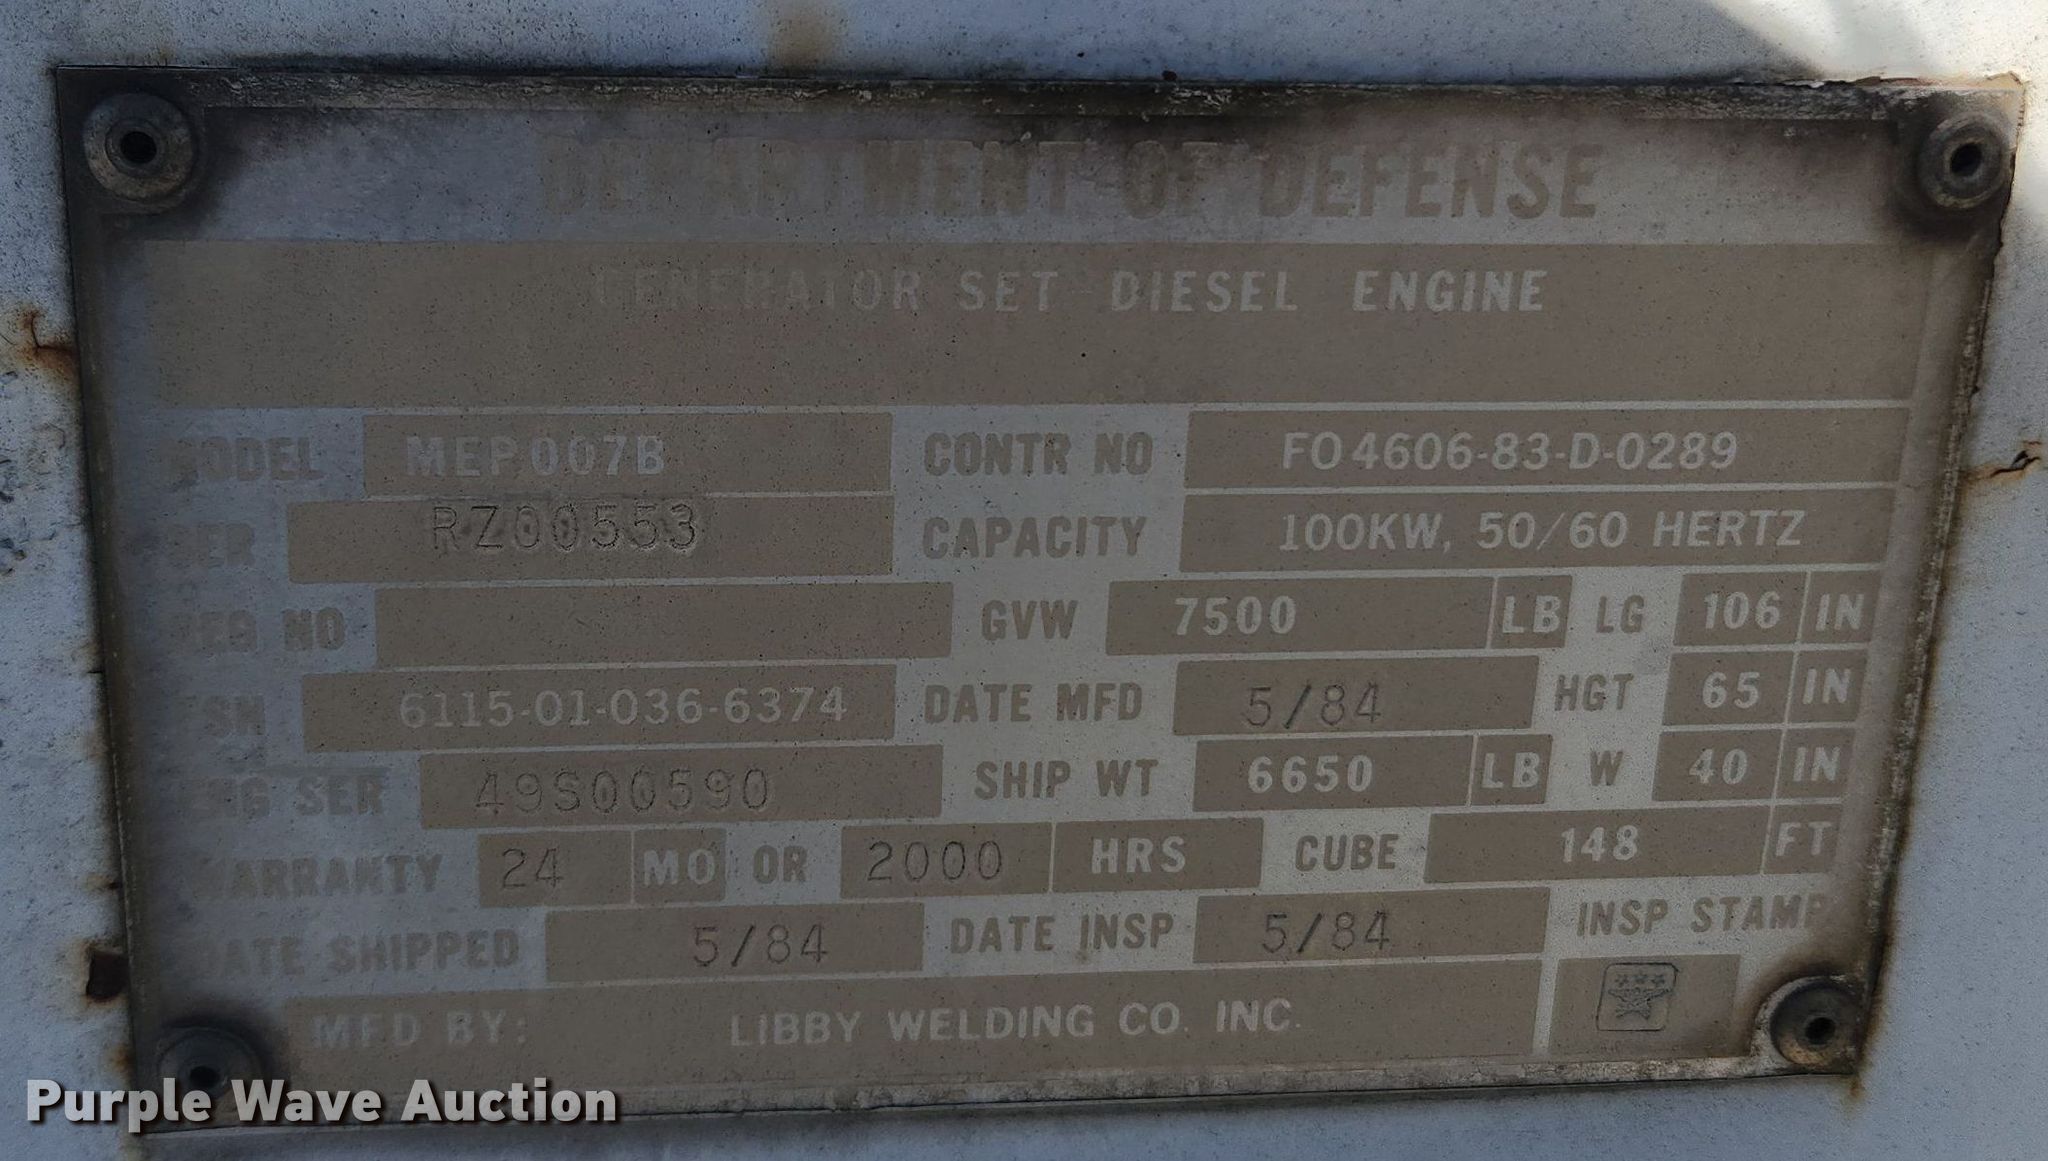 DEPARTMENT OF DEFENSE
GENERATOR SET DIESEL ENGINE
MODEL MEP007B CONTR NO FO4606-83-D-0289
SER RZ00553 CAPACITY 100KW, 50/60 HERTZ
REG NO GVW 7500 LB LG 106 IN
FSN 6115-01-036-6374 DATE MFD 5/84 HGT 65 IN
ENG SER 49S00590 SHIP WT 6650 LB W 40 IN
WARRANTY 24 MO OR 2000 HRS CUBE 148 FT
DATE SHIPPED 5/84 DATE INSP 5/84 INSP STAMP
MFD BY: LIBBY WELDING CO. INC.
Purple Wave Auction